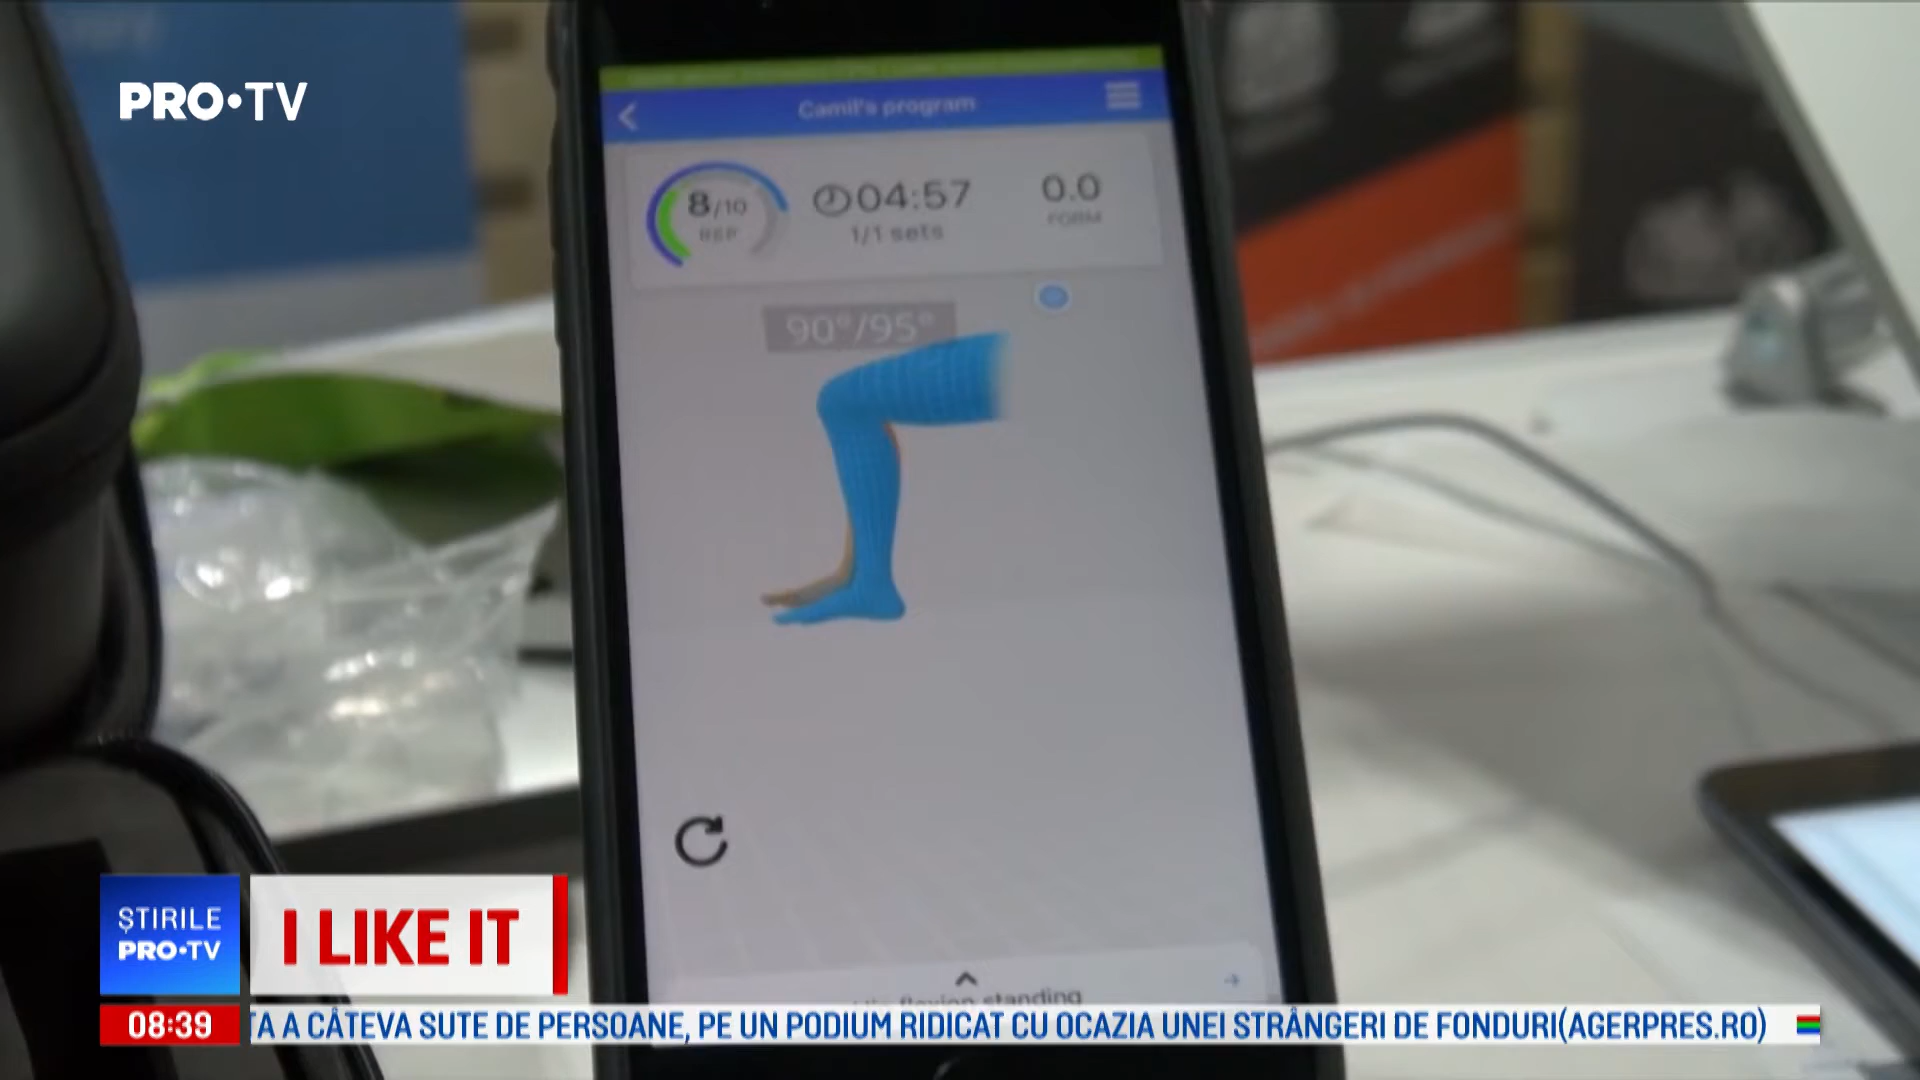 PRO•TV
Camil's program
8/10
REP
04:57
1/1 sets
0.0
FORM
90°/95°
flexion standing
ȘTIRILE
PRO•TV
I LIKE IT
08:39
TA A CÂTEVA SUTE DE PERSOANE, PE UN PODIUM RIDICAT CU OCAZIA UNEI STRÂNGERI DE FONDURI(AGERPRES.RO)